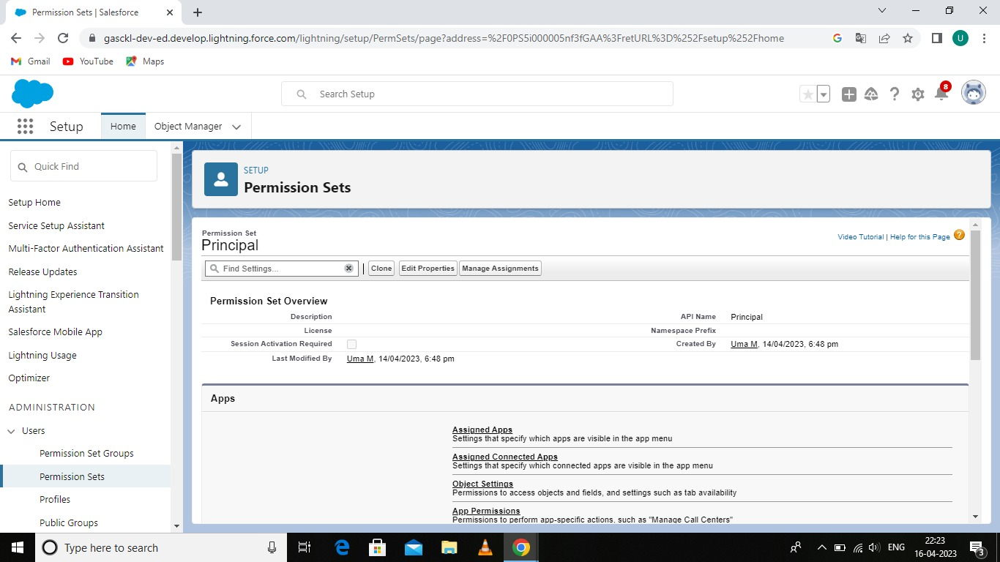 Permission Sets | Salesforce
gasckl-dev-ed.develop.lightning.force.com/lightning/setup/PermSets/page?address=%2F0PS5i000005nf3fGAA%3FretURL%3D%252Fsetup%252Fhome
U
Gmail YouTube Maps
Search Setup
8
Setup Home Object Manager
Quick Find
Setup Home
Service Setup Assistant
Multi-Factor Authentication Assistant
Release Updates
Lightning Experience Transition
Assistant
Salesforce Mobile App
Lightning Usage
Optimizer
ADMINISTRATION
Users
Permission Set Groups
Permission Sets
Profiles
Public Groups
SETUP
Permission Sets
Permission Set
Principal
Video Tutorial | Help for this Page
Find Settings... | Clone Edit Properties Manage Assignments
Permission Set Overview
Description API Name Principal
License Namespace Prefix
Session Activation Required Created By Uma M, 14/04/2023, 6:48 pm
Last Modified By Uma M, 14/04/2023, 6:48 pm
Apps
Assigned Apps
Settings that specify which apps are visible in the app menu
Assigned Connected Apps
Settings that specify which connected apps are visible in the app menu
Object Settings
Permissions to access objects and fields, and settings such as tab availability
App Permissions
Permissions to perform app-specific actions, such as "Manage Call Centers"
Type here to search
ENG
22:23
16-04-2023
3